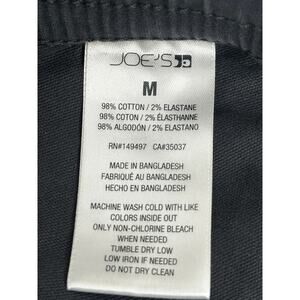 JOE'S
M
98% COTTON / 2% ELASTANE
98% COTON / 2% ÉLASTHANNE
98% ALGODÓN / 2% ELASTANO
RN#149497 CA#35037
MADE IN BANGLADESH
FABRIQUÉ AU BANGLADESH
HECHO EN BANGLADESH
MACHINE WASH COLD WITH LIKE
COLORS INSIDE OUT
ONLY NON-CHLORINE BLEACH
WHEN NEEDED
TUMBLE DRY LOW
LOW IRON IF NEEDED
DO NOT DRY CLEAN